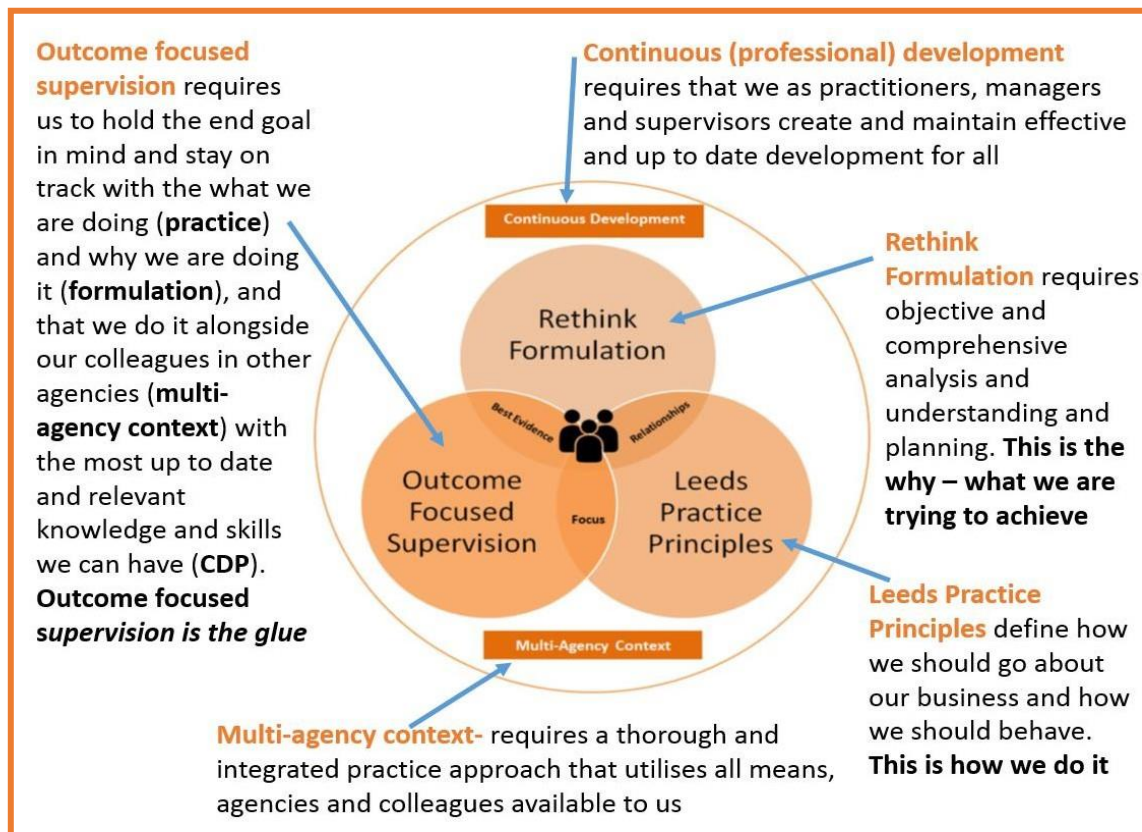 Outcome focused
supervision requires
us to hold the end goal
in mind and stay on
track with the what we
are doing (practice)
and why we are doing
it (formulation), and
that we do it alongside
our colleagues in other
agencies (multi-
agency context) with
the most up to date
and relevant
knowledge and skills
we can have (CDP).
Outcome focused
supervision is the glue
Continuous (professional) development
requires that we as practitioners, managers
and supervisors create and maintain effective
and up to date development for all
Continuous Development
Rethink
Formulation
Best Evidence
Relationships
Outcome
Focused
Supervision
Focus
Leeds
Practice
Principles
Multi-Agency Context
Rethink
Formulation requires
objective and
comprehensive
analysis and
understanding and
planning. This is the
why – what we are
trying to achieve
Leeds Practice
Principles define how
we should go about
our business and how
we should behave.
This is how we do it
Multi-agency context- requires a thorough and
integrated practice approach that utilises all means,
agencies and colleagues available to us